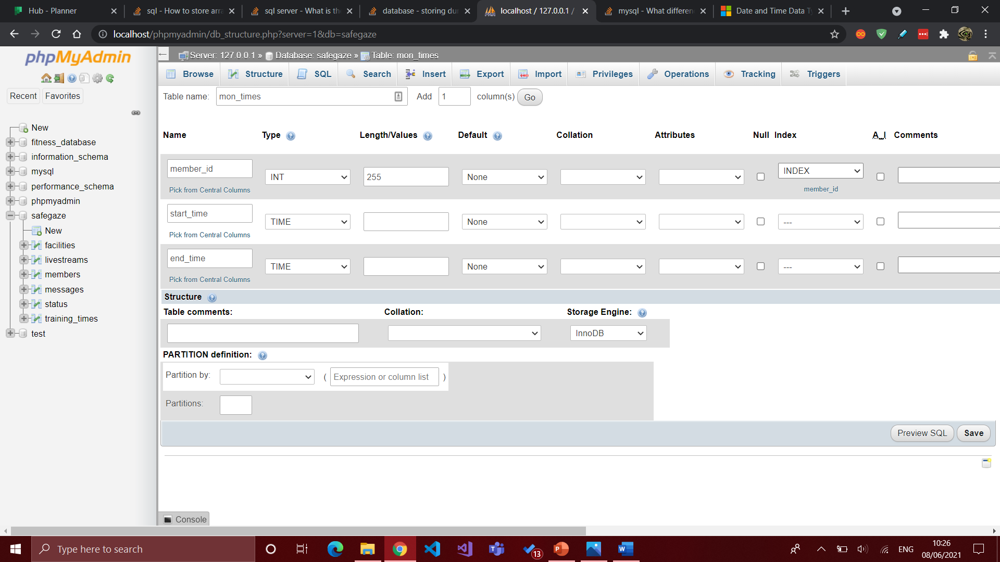 Hub - Planner
sql - How to store arra
sql server - What is the
database - storing dur
localhost / 127.0.0.1 /
mysql - What differen
Date and Time Data Ty
localhost/phpmyadmin/db_structure.php?server=1&db=safegaze
phpMyAdmin
Recent
Favorites
New
fitness_database
information_schema
mysql
performance_schema
phpmyadmin
safegaze
New
facilities
livestreams
members
messages
status
training_times
test
Server: 127.0.0.1 » Database: safegaze » Table: mon_times
Browse Structure SQL Search Insert Export Import Privileges Operations Tracking Triggers
Table name: mon_times Add 1 column(s) Go
Name Type Length/Values Default Collation Attributes Null Index A_I Comments
member_id INT 255 None INDEX
Pick from Central Columns member_id
start_time TIME None ---
Pick from Central Columns
end_time TIME None ---
Pick from Central Columns
Structure
Table comments: Collation: Storage Engine:
InnoDB
PARTITION definition:
Partition by: ( Expression or column list )
Partitions:
Preview SQL Save
Console
Type here to search
13
ENG
10:26
08/06/2021